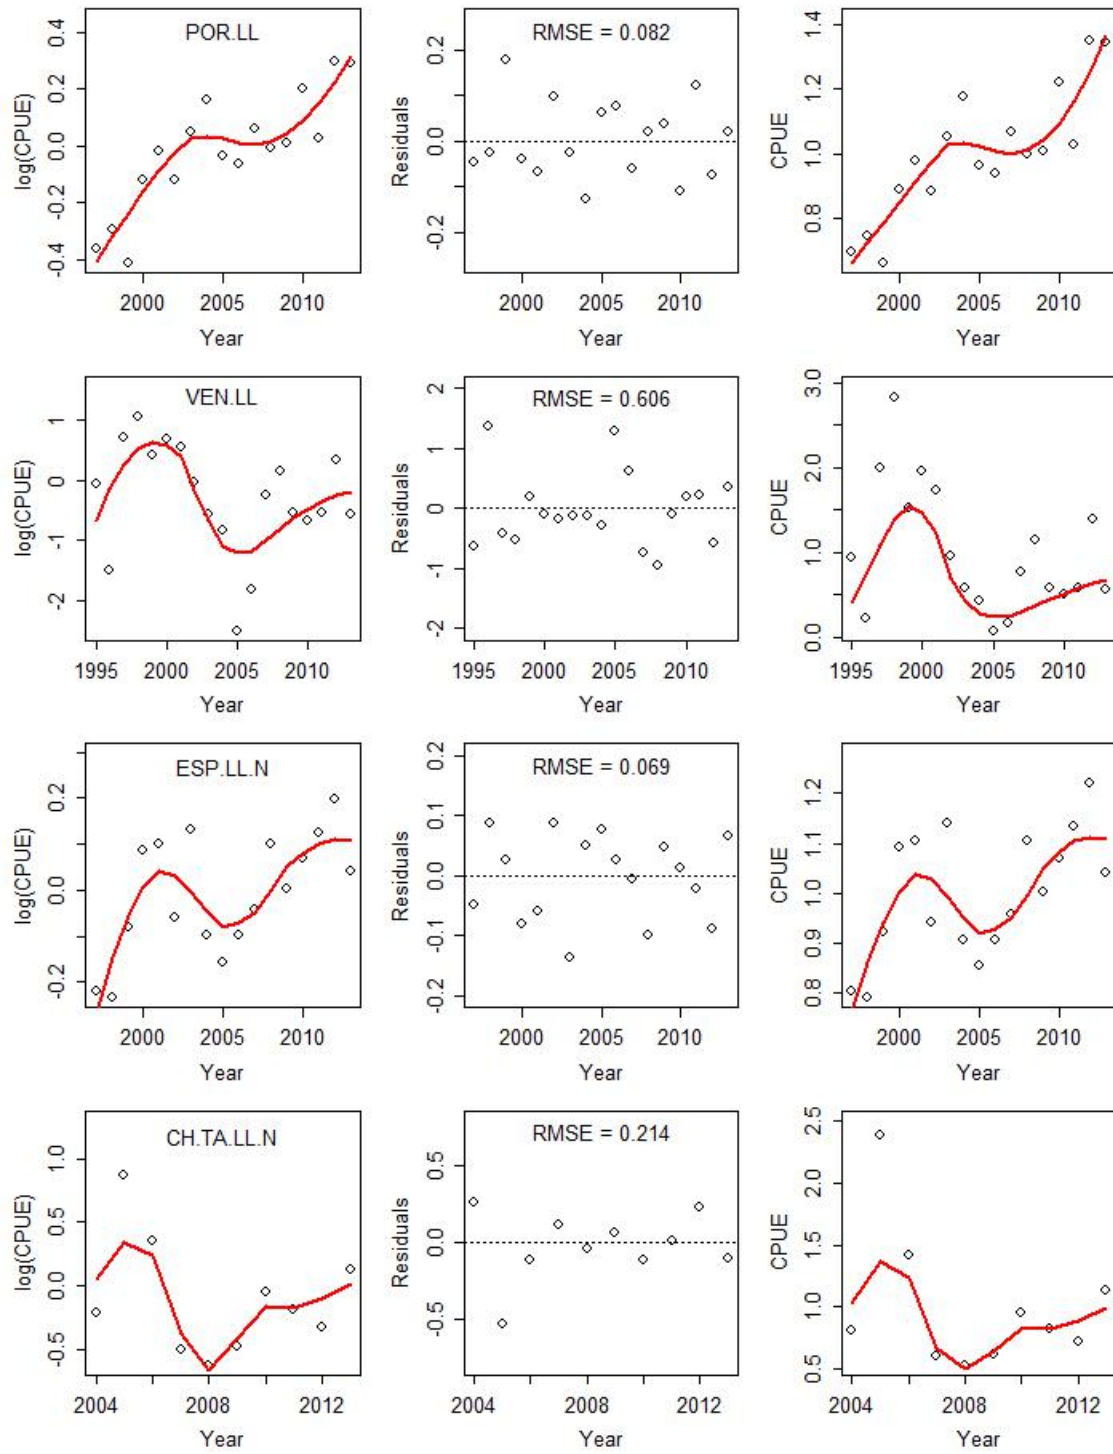 POR.LL
log(CPUE)
-0.4 -0.2 0.0 0.2 0.4
2000 2005 2010
Year
RMSE = 0.082
Residuals
-0.2 0.0 0.2
2000 2005 2010
Year
CPUE
0.8 1.0 1.2 1.4
2000 2005 2010
Year
VEN.LL
log(CPUE)
-2 -1 0 1
1995 2000 2005 2010
Year
RMSE = 0.606
Residuals
-2 -1 0 1 2
1995 2000 2005 2010
Year
CPUE
0.0 1.0 2.0 3.0
1995 2000 2005 2010
Year
ESP.LL.N
log(CPUE)
-0.2 0.0 0.2
2000 2005 2010
Year
RMSE = 0.069
Residuals
-0.2 -0.1 0.0 0.1 0.2
2000 2005 2010
Year
CPUE
0.8 0.9 1.0 1.1 1.2
2000 2005 2010
Year
CH.TA.LL.N
log(CPUE)
-0.5 0.0 0.5 1.0
2004 2008 2012
Year
RMSE = 0.214
Residuals
-0.5 0.0 0.5
2004 2008 2012
Year
CPUE
0.5 1.0 1.5 2.0 2.5
2004 2008 2012
Year